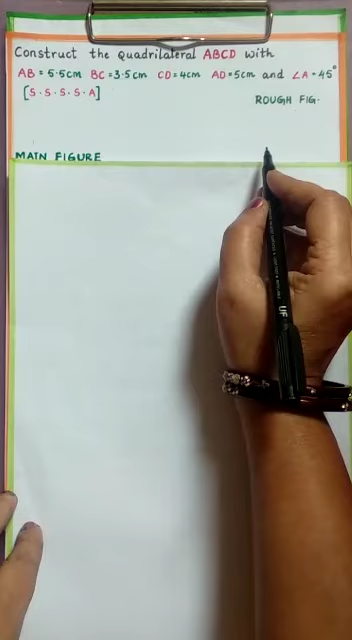 Construct the Quadrilateral ABCD with
AB = 5.5cm BC = 3.5cm CD = 4cm AD = 5cm and ∠A = 45°
[S.S.S.S.A]
ROUGH FIG.
MAIN FIGURE